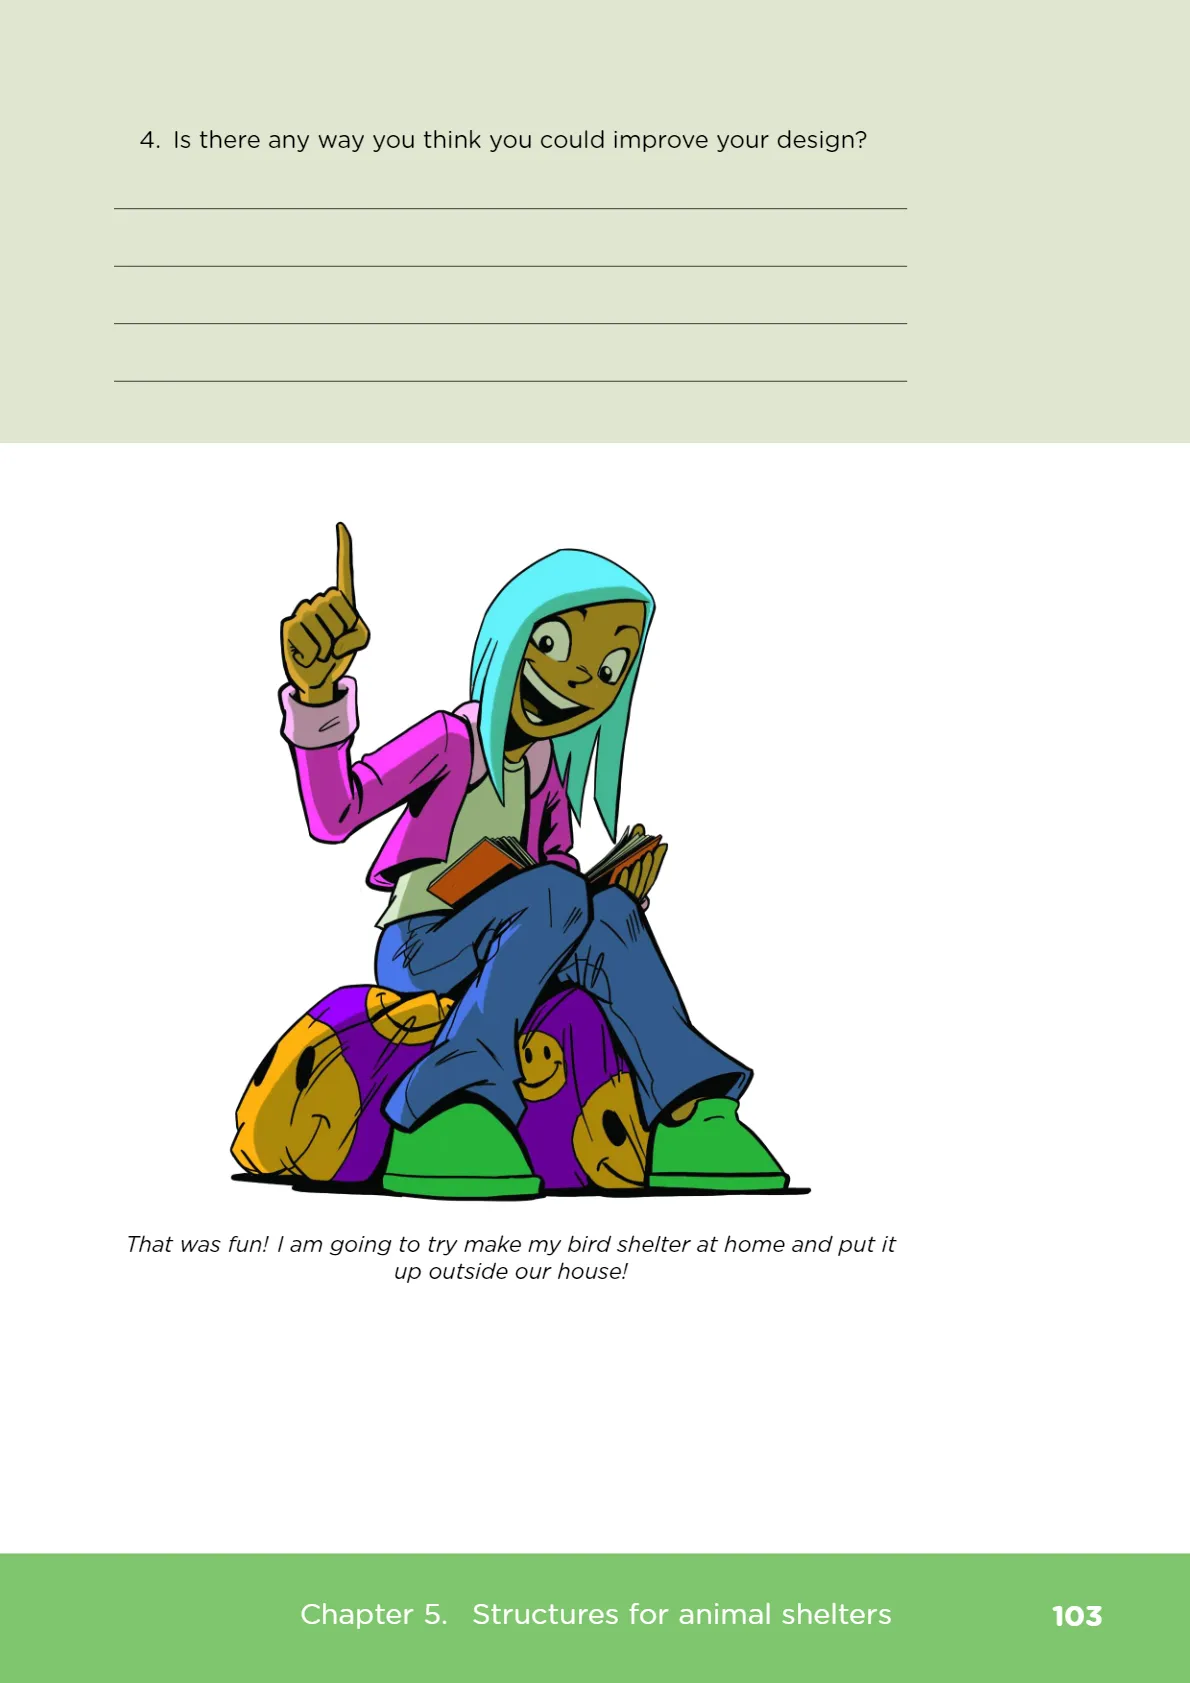 4. Is there any way you think you could improve your design?
That was fun! I am going to try make my bird shelter at home and put it
up outside our house!
Chapter 5. Structures for animal shelters 103